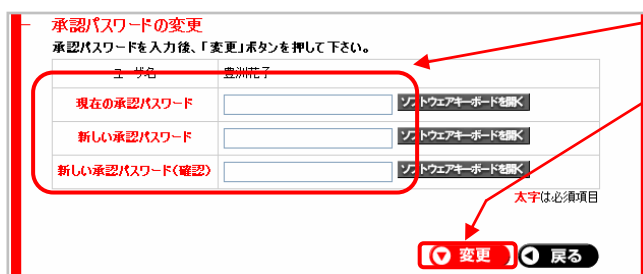 承認パスワードの変更
承認パスワードを入力後、「変更」ボタンを押して下さい。
ユーザ名 豊洲花子
現在の承認パスワード ソフトウェアキーボードを開く
新しい承認パスワード ソフトウェアキーボードを開く
新しい承認パスワード(確認) ソフトウェアキーボードを開く
太字は必須項目
変更 戻る